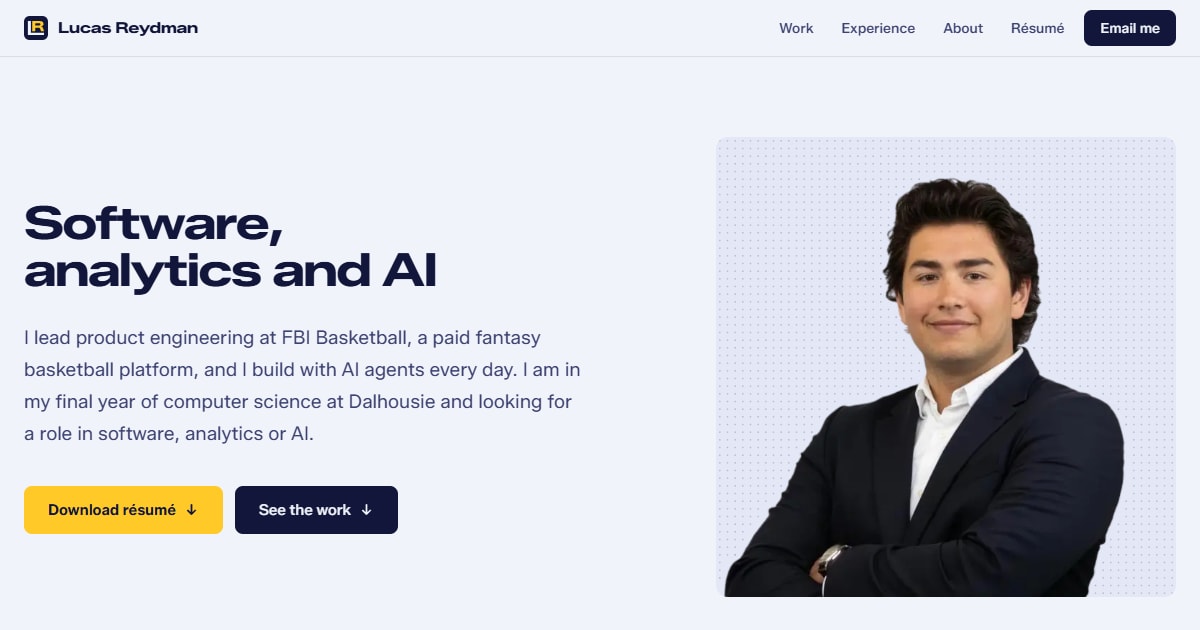 LR Lucas Reydman
Work Experience About Résumé Email me
Software,
analytics and AI
I lead product engineering at FBI Basketball, a paid fantasy
basketball platform, and I build with AI agents every day. I am in
my final year of computer science at Dalhousie and looking for
a role in software, analytics or AI.
Download résumé ↓ See the work ↓